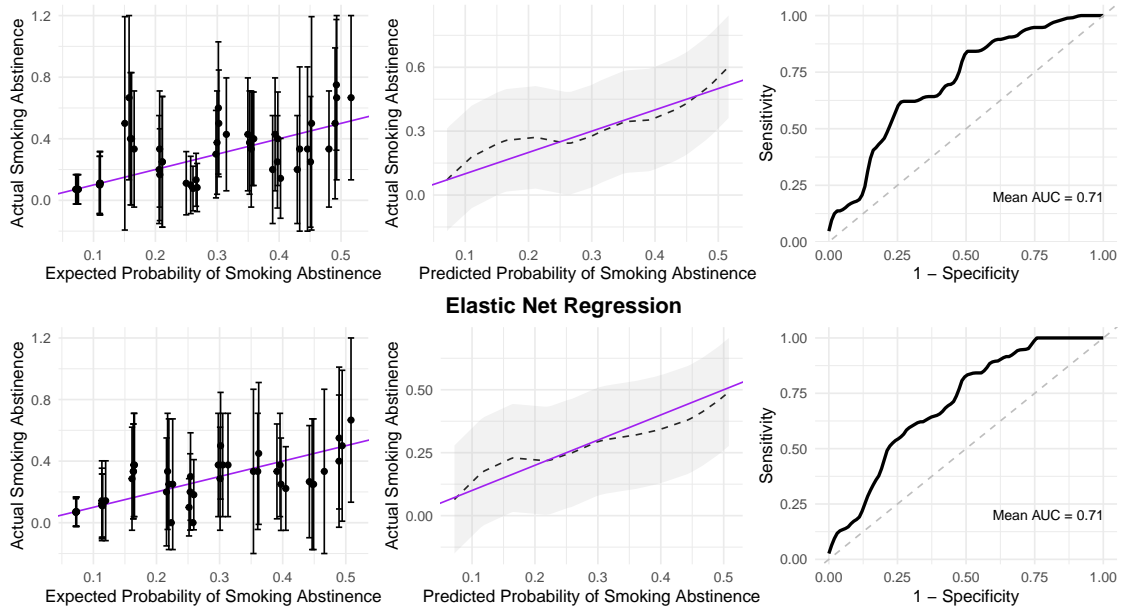 Actual Smoking Abstinence
1.2
0.8
0.4
0.0
0.1 0.2 0.3 0.4 0.5
Expected Probability of Smoking Abstinence
Actual Smoking Abstinence
0.6
0.3
0.0
0.1 0.2 0.3 0.4 0.5
Predicted Probability of Smoking Abstinence
Sensitivity
1.00
0.75
0.50
0.25
0.00
Mean AUC = 0.71
0.00 0.25 0.50 0.75 1.00
1 − Specificity
Elastic Net Regression
Actual Smoking Abstinence
1.2
0.8
0.4
0.0
0.1 0.2 0.3 0.4 0.5
Expected Probability of Smoking Abstinence
Actual Smoking Abstinence
0.50
0.25
0.00
0.1 0.2 0.3 0.4 0.5
Predicted Probability of Smoking Abstinence
Sensitivity
1.00
0.75
0.50
0.25
0.00
Mean AUC = 0.71
0.00 0.25 0.50 0.75 1.00
1 − Specificity